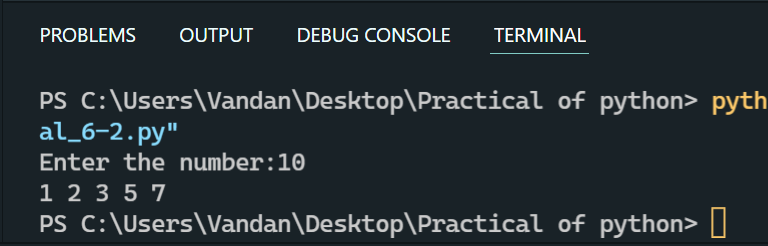 PROBLEMS OUTPUT DEBUG CONSOLE TERMINAL
PS C:\Users\Vandan\Desktop\Practical of python> pyth
al_6-2.py"
Enter the number:10
1 2 3 5 7
PS C:\Users\Vandan\Desktop\Practical of python>